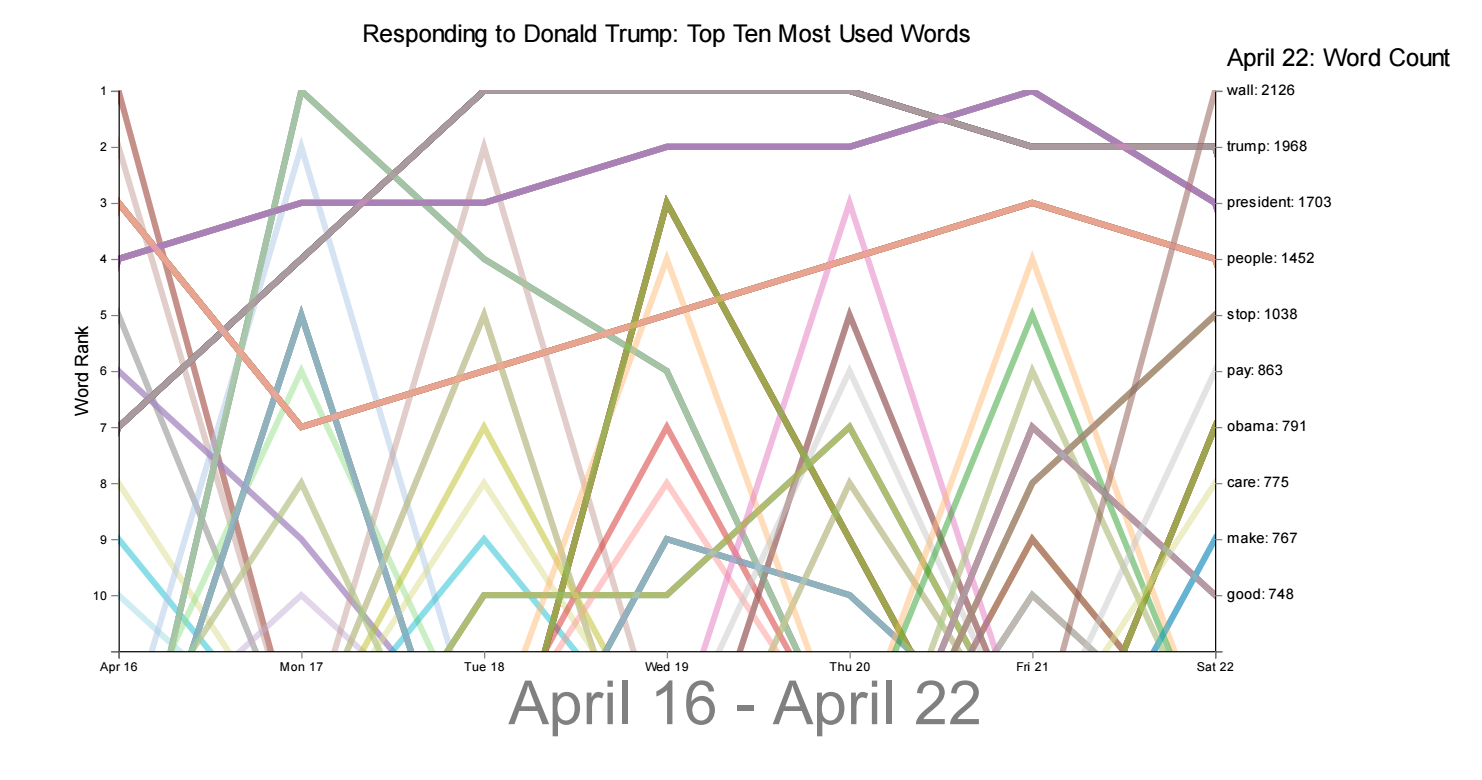 Responding to Donald Trump: Top Ten Most Used Words
April 22: Word Count
1
2
3
4
5
6
7
8
9
10
Word Rank
wall: 2126
trump: 1968
president: 1703
people: 1452
stop: 1038
pay: 863
obama: 791
care: 775
make: 767
good: 748
Apr 16
Mon 17
Tue 18
Wed 19
Thu 20
Fri 21
Sat 22
April 16 - April 22